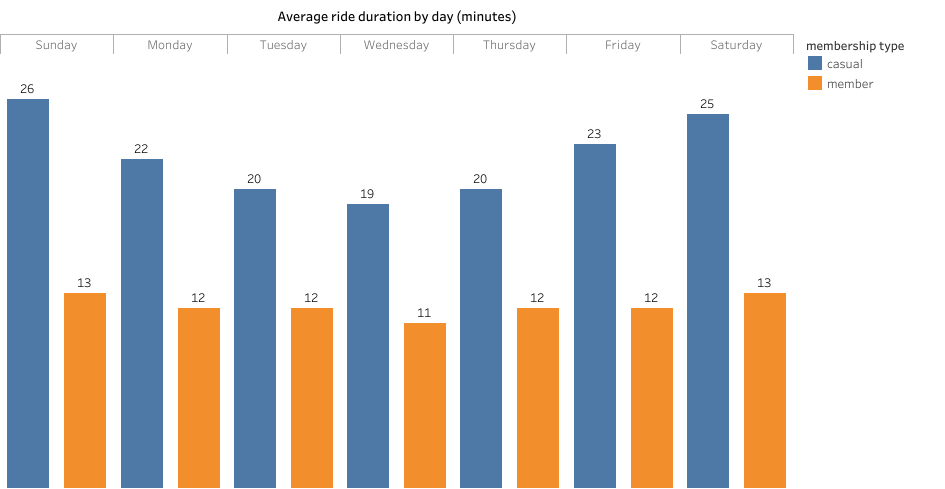 Average ride duration by day (minutes)
Sunday Monday Tuesday Wednesday Thursday Friday Saturday
membership type
casual
member
26 13 22 12 20 12 19 11 20 12 23 12 25 13